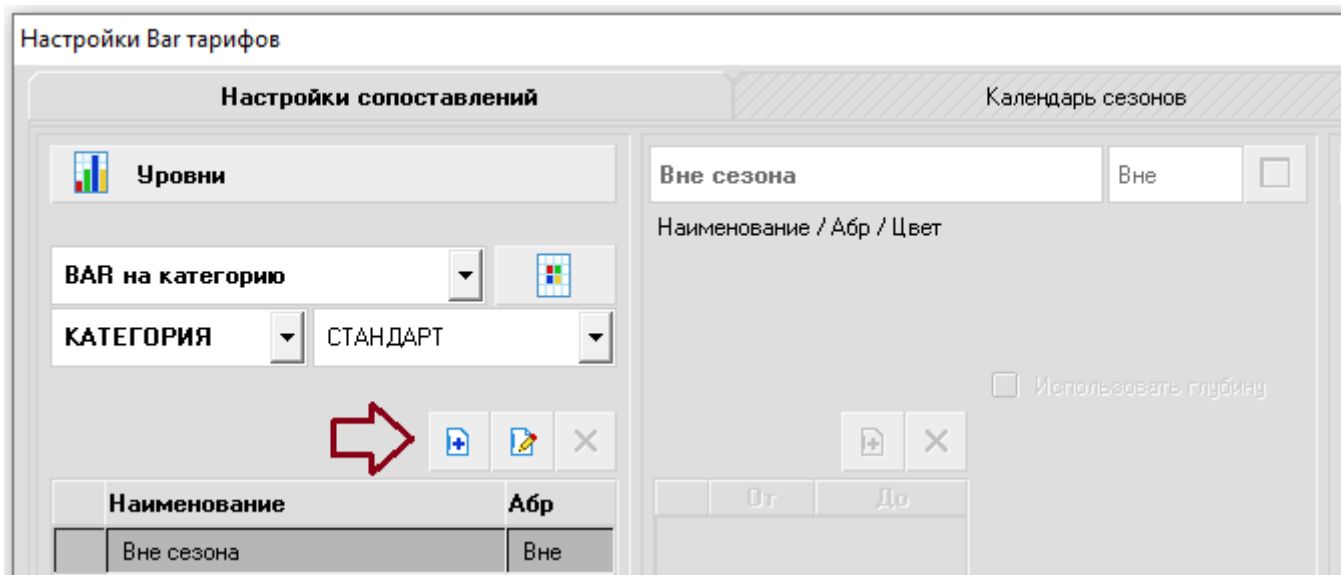 Настройки Bar тарифов
Настройки сопоставлений
Календарь сезонов
Уровни
Вне сезона
Вне
Наименование / Абр / Цвет
BAR на категорию
КАТЕГОРИЯ
СТАНДАРТ
Использовать глубину
Наименование
Абр
От
До
Вне сезона
Вне